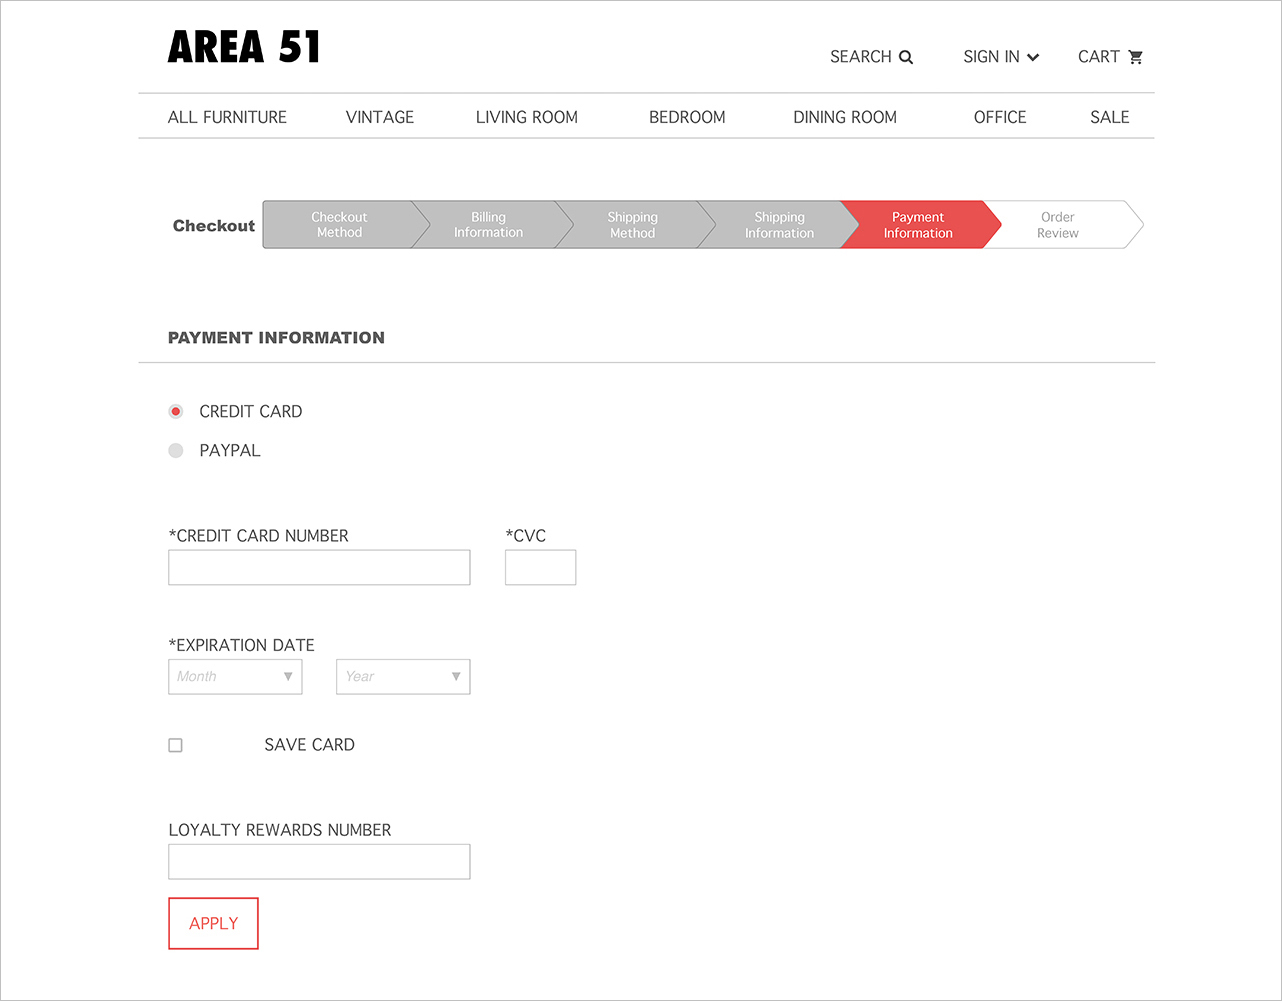 AREA 51
SEARCH SIGN IN CART
ALL FURNITURE VINTAGE LIVING ROOM BEDROOM DINING ROOM OFFICE SALE
Checkout
Checkout
Method
Billing
Information
Shipping
Method
Shipping
Information
Payment
Information
Order
Review
PAYMENT INFORMATION
CREDIT CARD
PAYPAL
*CREDIT CARD NUMBER *CVC
*EXPIRATION DATE
Month Year
SAVE CARD
LOYALTY REWARDS NUMBER
APPLY